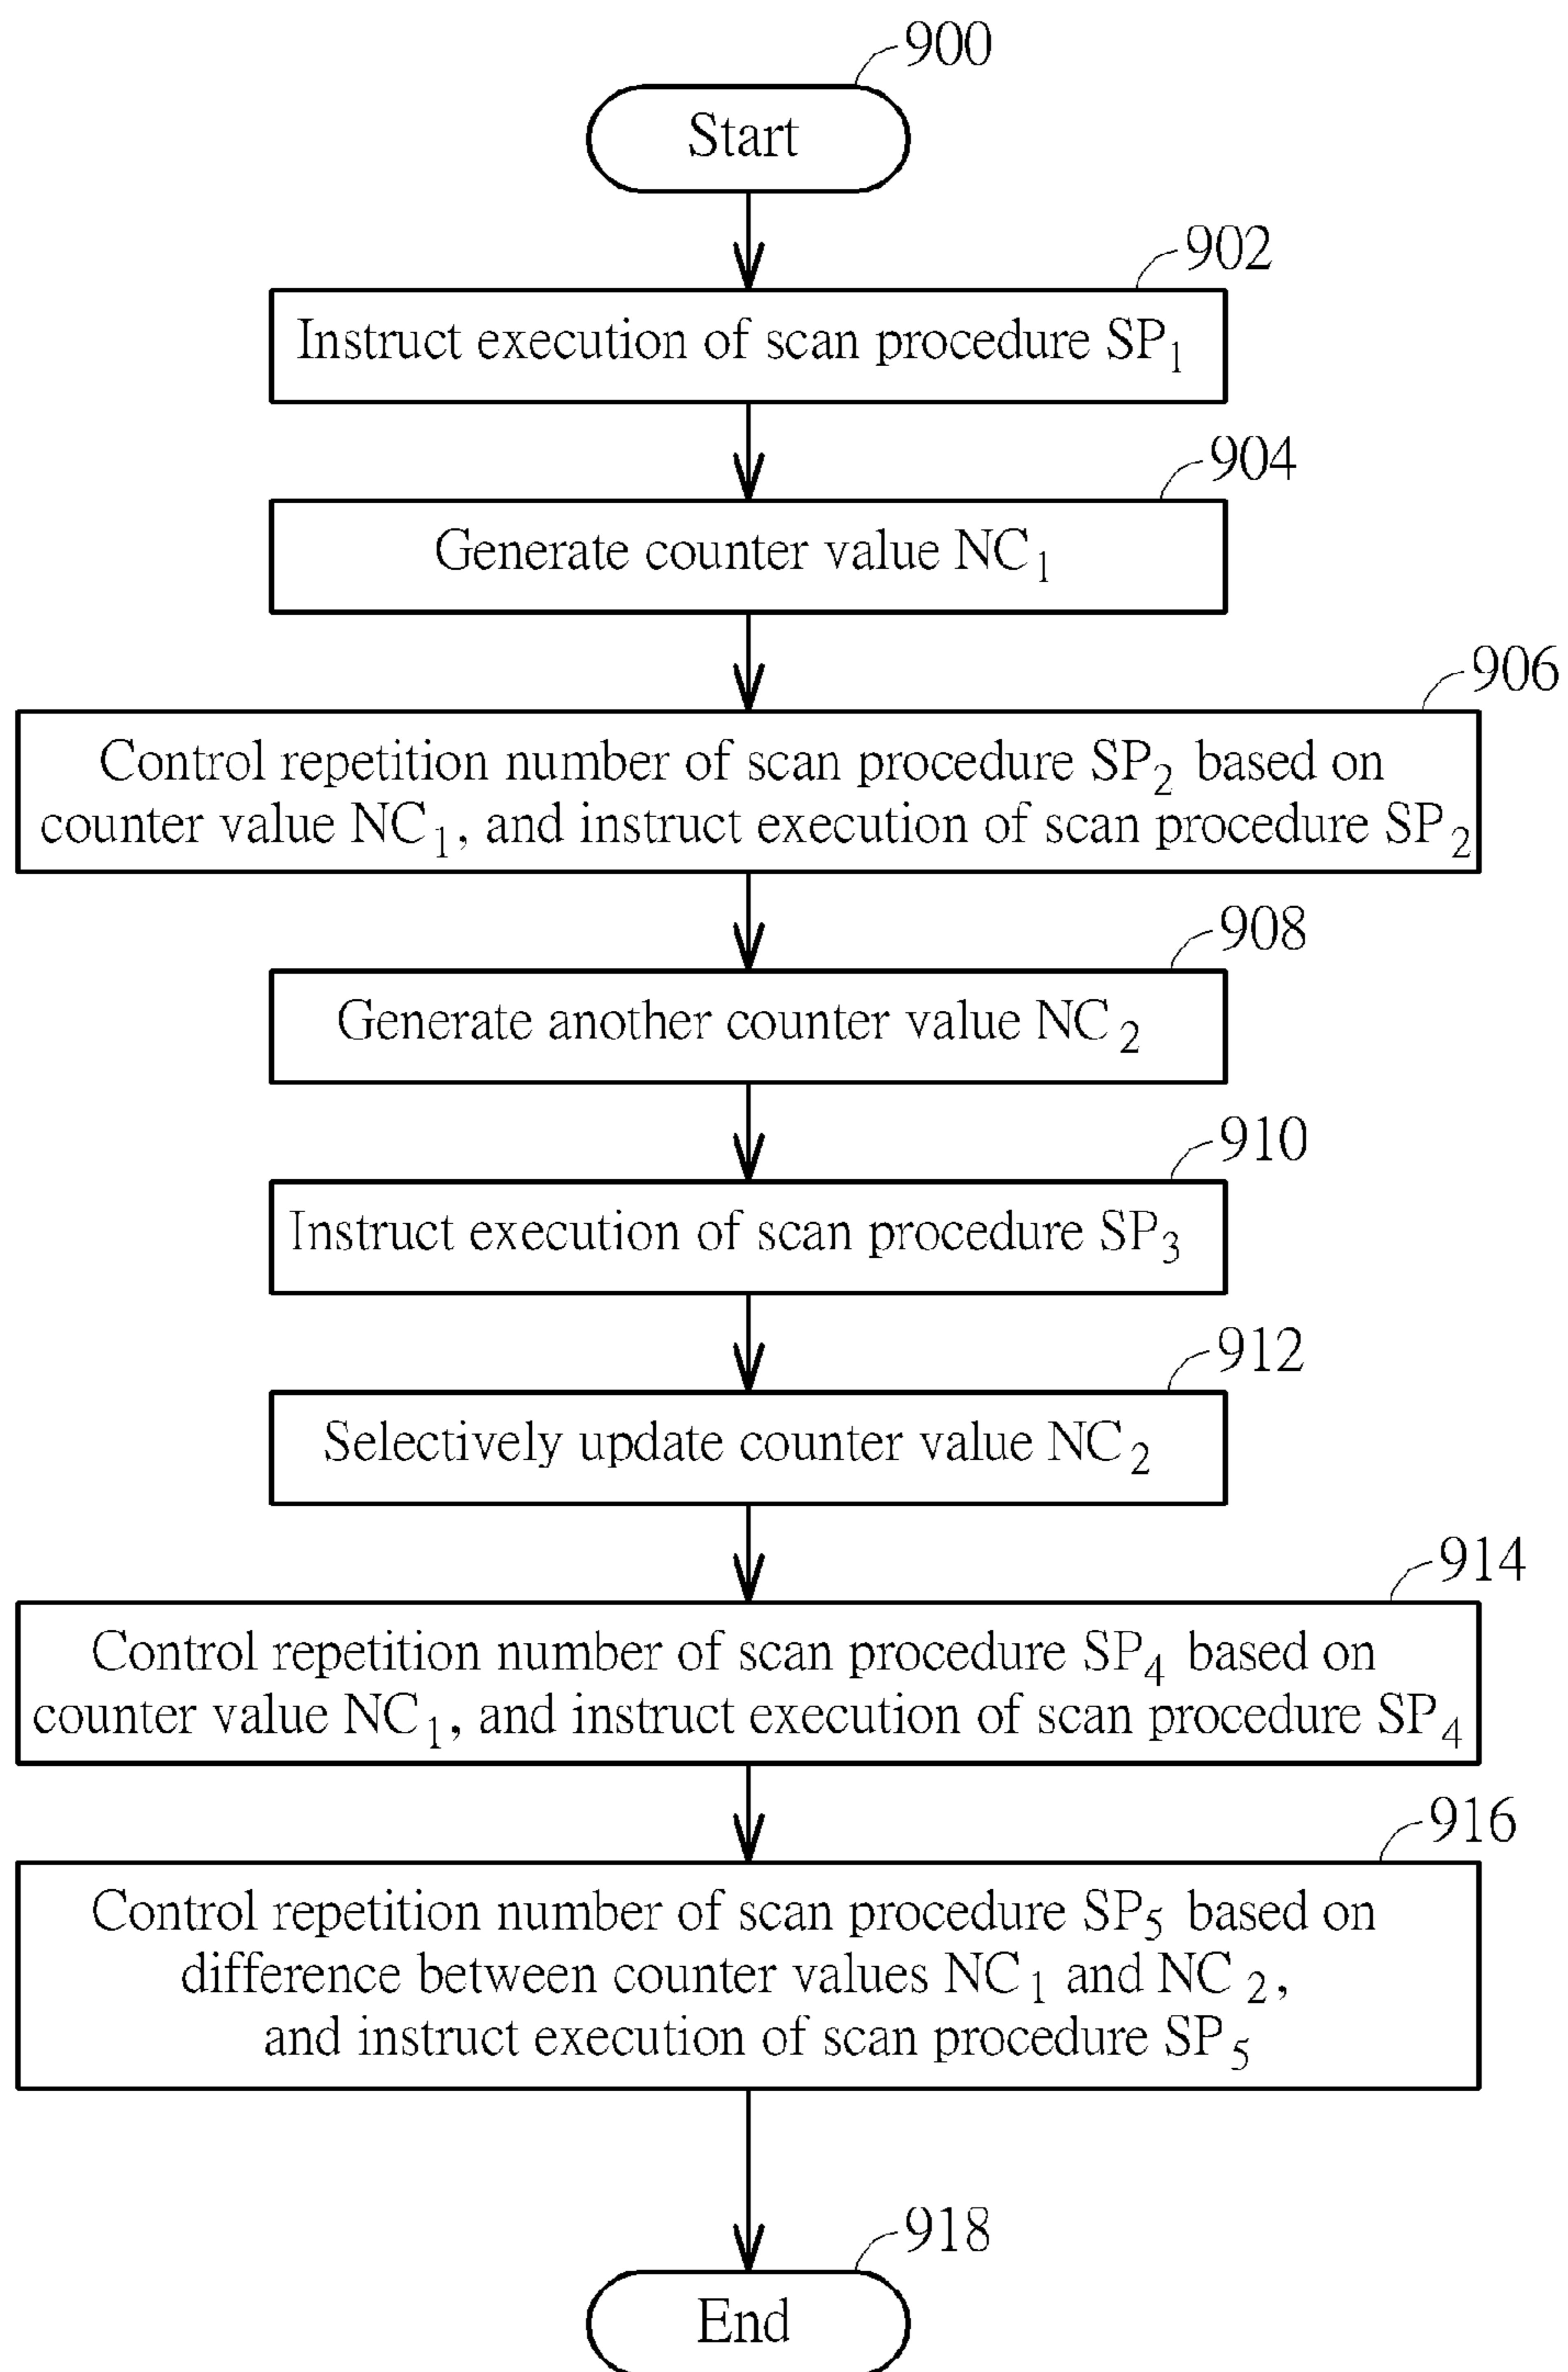 900
Start
902
Instruct execution of scan procedure SP₁
904
Generate counter value NC₁
906
Control repetition number of scan procedure SP₂ based on
counter value NC₁, and instruct execution of scan procedure SP₂
908
Generate another counter value NC₂
910
Instruct execution of scan procedure SP₃
912
Selectively update counter value NC₂
914
Control repetition number of scan procedure SP₄ based on
counter value NC₁, and instruct execution of scan procedure SP₄
916
Control repetition number of scan procedure SP₅ based on
difference between counter values NC₁ and NC₂,
and instruct execution of scan procedure SP₅
918
End